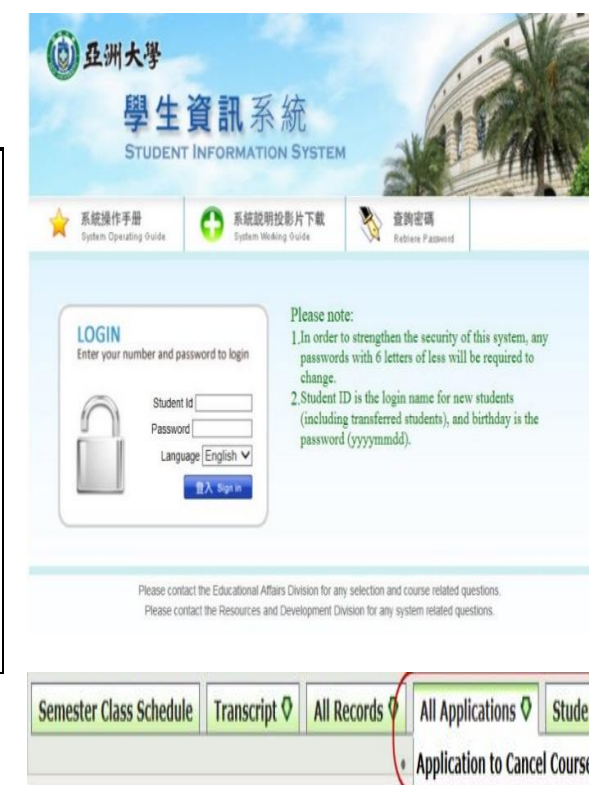 亞洲大學
學生資訊系統
STUDENT INFORMATION SYSTEM
系統操作手册
System Operating Guide
系統說明投影片下載
System Working Guide
查詢密碼
Retriere Password
LOGIN
Enter your number and password to login
Student Id
Password
Language English
登入 Sign in
Please note:
1.In order to strengthen the security of this system, any
passwords with 6 letters of less will be required to
change.
2.Student ID is the login name for new students
(including transferred students), and birthday is the
password (yyyymmdd).
Please contact the Educational Affairs Division for any selection and course related questions.
Please contact the Resources and Development Division for any system related questions.
Semester Class Schedule Transcript All Records All Applications Stude
Application to Cancel Course